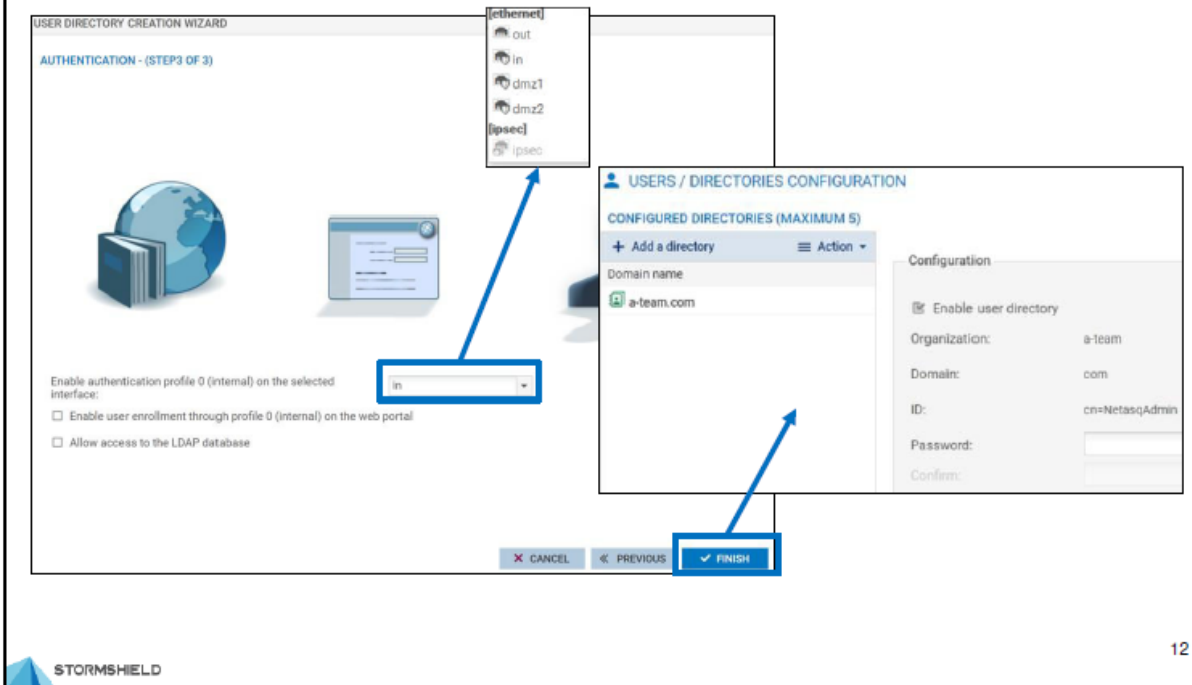 USER DIRECTORY CREATION WIZARD
AUTHENTICATION - (STEP3 OF 3)
[ethernet]
out
in
dmz1
dmz2
[ipsec]
ipsec
Enable authentication profile 0 (internal) on the selected
interface:
in
Enable user enrollment through profile 0 (internal) on the web portal
Allow access to the LDAP database
CANCEL
PREVIOUS
FINISH
USERS / DIRECTORIES CONFIGURATION
CONFIGURED DIRECTORIES (MAXIMUM 5)
+ Add a directory
Action
Domain name
a-team.com
Configuration
Enable user directory
Organization: a-team
Domain: com
ID: cn=NetasqAdmin
Password:
Confirm:
12
STORMSHIELD